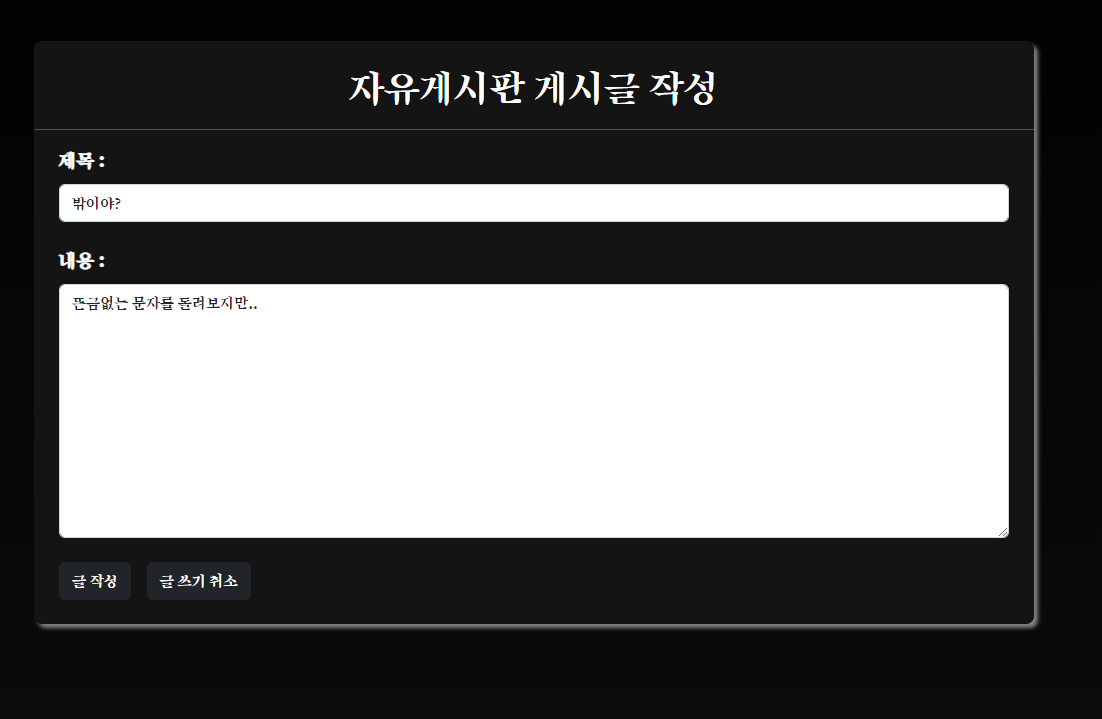 자유게시판 게시글 작성
제목 :
밖이야?
내용 :
뜬금없는 문자를 돌려보지만..
글 작성
글 쓰기 취소